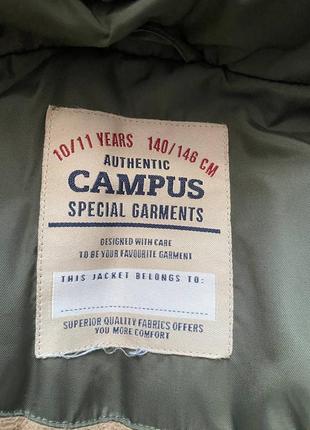 10/11 YEARS 140/146 CM
AUTHENTIC
CAMPUS
SPECIAL GARMENTS
DESIGNED WITH CARE
TO BE YOUR FAVOURITE GARMENT
THIS JACKET BELONGS TO:
SUPERIOR QUALITY FABRICS OFFERS
YOU MORE COMFORT